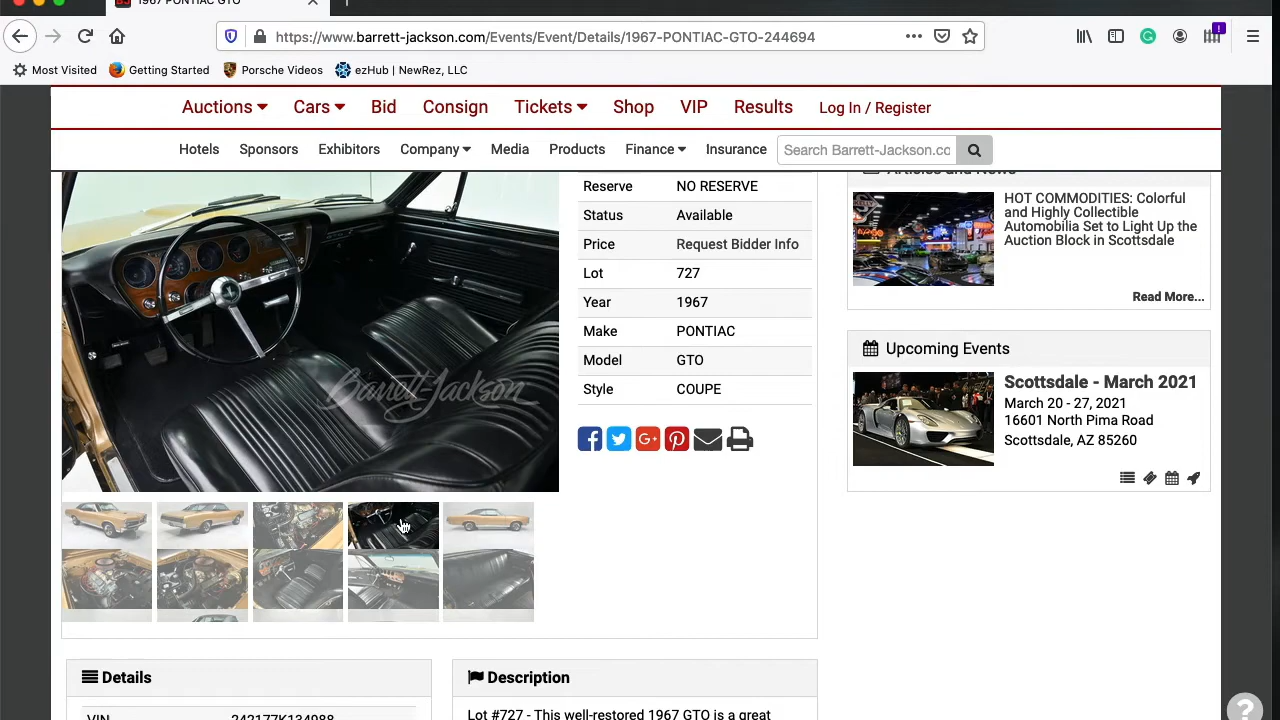 1967 PONTIAC GTO
https://www.barrett-jackson.com/Events/Event/Details/1967-PONTIAC-GTO-244694
Most Visited Getting Started Porsche Videos ezHub | NewRez, LLC
Auctions Cars Bid Consign Tickets Shop VIP Results Log In / Register
Hotels Sponsors Exhibitors Company Media Products Finance Insurance Search Barrett-Jackson.co
Reserve NO RESERVE
Status Available
Price Request Bidder Info
Lot 727
Year 1967
Make PONTIAC
Model GTO
Style COUPE
Barrett-Jackson
Articles and News
HOT COMMODITIES: Colorful
and Highly Collectible
Automobilia Set to Light Up the
Auction Block in Scottsdale
Read More...
Upcoming Events
Scottsdale - March 2021
March 20 - 27, 2021
16601 North Pima Road
Scottsdale, AZ 85260
Details
VIN 242177K134988
Description
Lot #727 - This well-restored 1967 GTO is a great